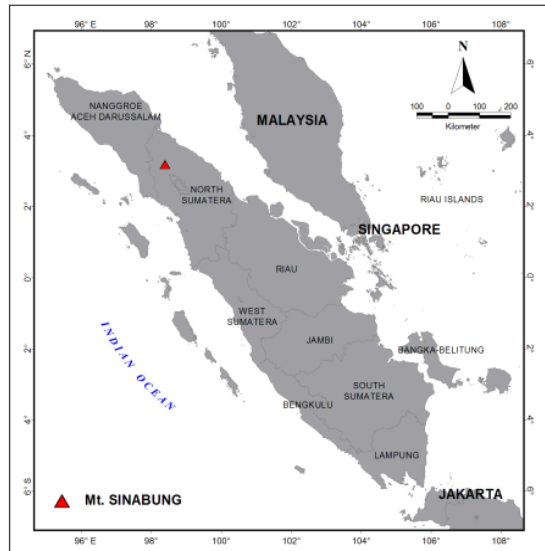 96° E
98°
100°
102°
104°
106°
108°
6° N
4°
2°
0°
2°
4°
6° S
6°
4°
2°
0°
2°
4°
6°
N
100 0 100 200
Kilometer
NANGGROE
ACEH DARUSSALAM
MALAYSIA
NORTH
SUMATERA
RIAU ISLANDS
SINGAPORE
RIAU
WEST
SUMATERA
JAMBI
BANGKA-BELITUNG
INDIAN OCEAN
SOUTH
SUMATERA
BENGKULU
LAMPUNG
JAKARTA
Mt. SINABUNG
96° E
98°
100°
102°
104°
106°
108°